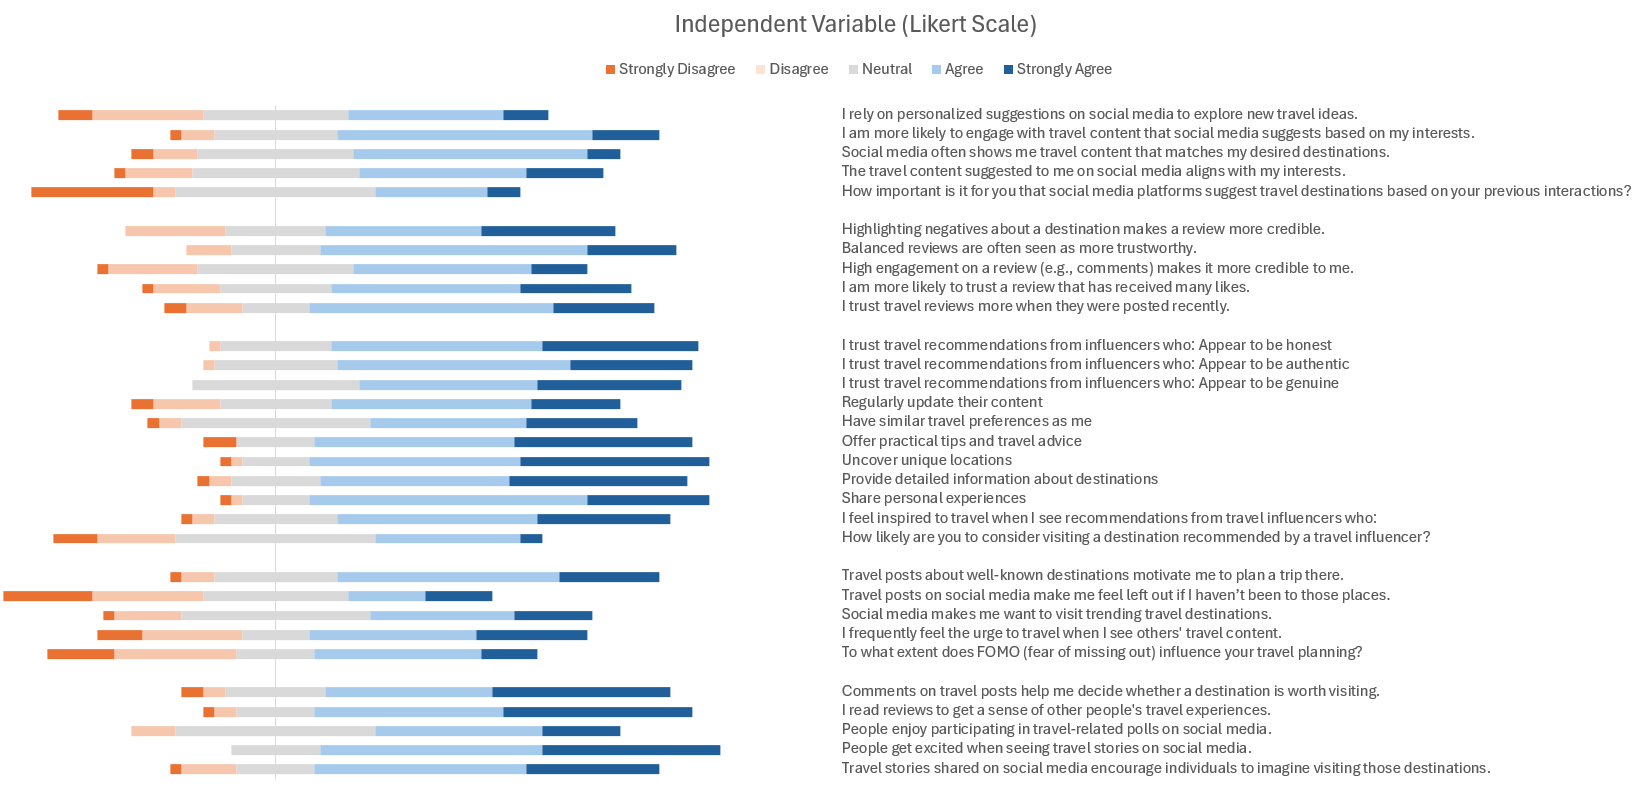 Independent Variable (Likert Scale)
Strongly Disagree Disagree Neutral Agree Strongly Agree
I rely on personalized suggestions on social media to explore new travel ideas.
I am more likely to engage with travel content that social media suggests based on my interests.
Social media often shows me travel content that matches my desired destinations.
The travel content suggested to me on social media aligns with my interests.
How important is it for you that social media platforms suggest travel destinations based on your previous interactions?
Highlighting negatives about a destination makes a review more credible.
Balanced reviews are often seen as more trustworthy.
High engagement on a review (e.g., comments) makes it more credible to me.
I am more likely to trust a review that has received many likes.
I trust travel reviews more when they were posted recently.
I trust travel recommendations from influencers who: Appear to be honest
I trust travel recommendations from influencers who: Appear to be authentic
I trust travel recommendations from influencers who: Appear to be genuine
Regularly update their content
Have similar travel preferences as me
Offer practical tips and travel advice
Uncover unique locations
Provide detailed information about destinations
Share personal experiences
I feel inspired to travel when I see recommendations from travel influencers who:
How likely are you to consider visiting a destination recommended by a travel influencer?
Travel posts about well-known destinations motivate me to plan a trip there.
Travel posts on social media make me feel left out if I haven’t been to those places.
Social media makes me want to visit trending travel destinations.
I frequently feel the urge to travel when I see others' travel content.
To what extent does FOMO (fear of missing out) influence your travel planning?
Comments on travel posts help me decide whether a destination is worth visiting.
I read reviews to get a sense of other people's travel experiences.
People enjoy participating in travel-related polls on social media.
People get excited when seeing travel stories on social media.
Travel stories shared on social media encourage individuals to imagine visiting those destinations.